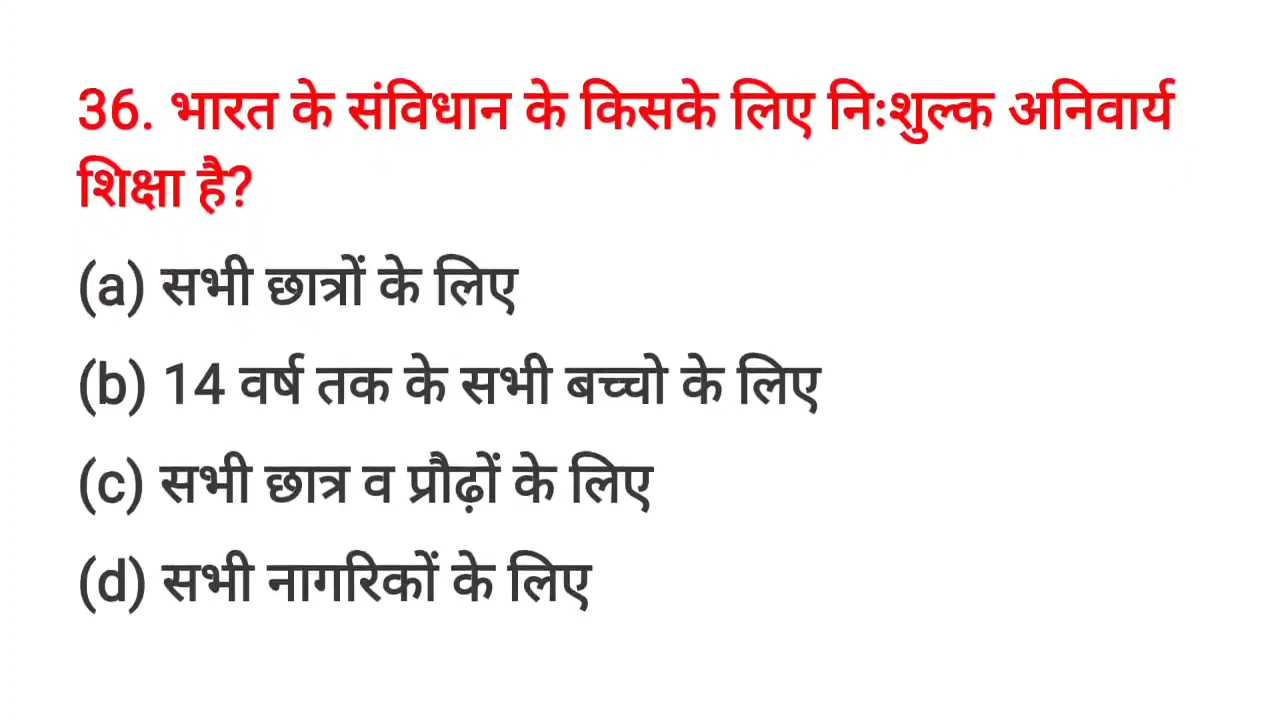 36. भारत के संविधान के किसके लिए निःशुल्क अनिवार्य
शिक्षा है?
(a) सभी छात्रों के लिए
(b) 14 वर्ष तक के सभी बच्चो के लिए
(c) सभी छात्र व प्रौढ़ों के लिए
(d) सभी नागरिकों के लिए